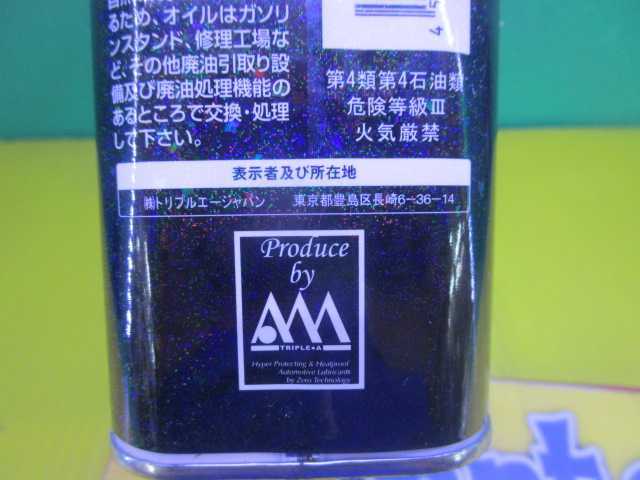 るため、オイルはガソリ
ンスタンド、修理工場な
ど、その他廃油引取り設
備及び廃油処理機能の
あるところで交換・処理
して下さい。
第4類第4石油類
危険等級Ⅲ
火気厳禁
表示者及び所在地
㈱トリプルエージャパン 東京都豊島区長崎6-36-14
Produce
by
AAA
TRIPLE・A
Hyper Protecting & Heatproof
Automotive Lubricants
by Zero Technology